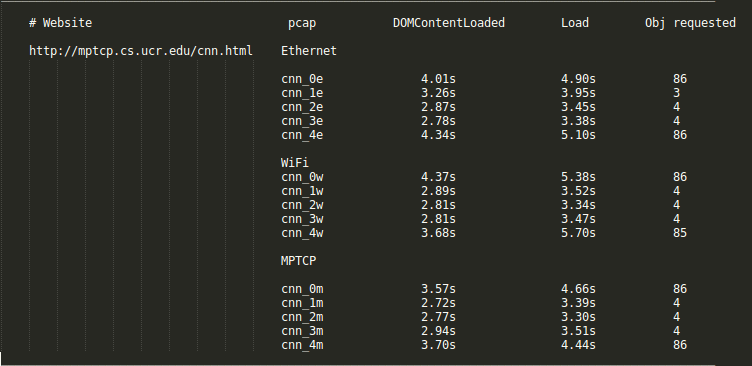 # Website pcap DOMContentLoaded Load Obj requested
http://mptcp.cs.ucr.edu/cnn.html Ethernet
cnn_0e 4.01s 4.90s 86
cnn_1e 3.26s 3.95s 3
cnn_2e 2.87s 3.45s 4
cnn_3e 2.78s 3.38s 4
cnn_4e 4.34s 5.10s 86
WiFi
cnn_0w 4.37s 5.38s 86
cnn_1w 2.89s 3.52s 4
cnn_2w 2.81s 3.34s 4
cnn_3w 2.81s 3.47s 4
cnn_4w 3.68s 5.70s 85
MPTCP
cnn_0m 3.57s 4.66s 86
cnn_1m 2.72s 3.39s 4
cnn_2m 2.77s 3.30s 4
cnn_3m 2.94s 3.51s 4
cnn_4m 3.70s 4.44s 86